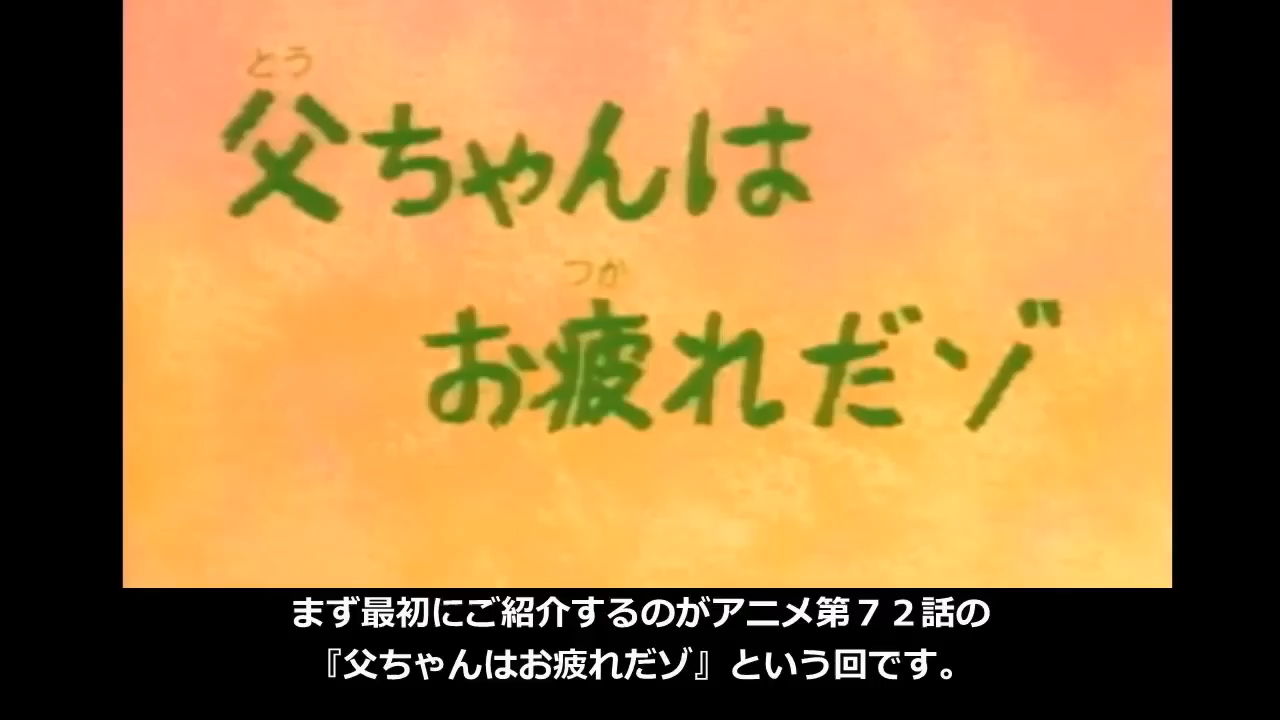 とう
父ちゃんは
つか
お疲れだゾ
まず最初にご紹介するのがアニメ第７２話の
『父ちゃんはお疲れだゾ』という回です。